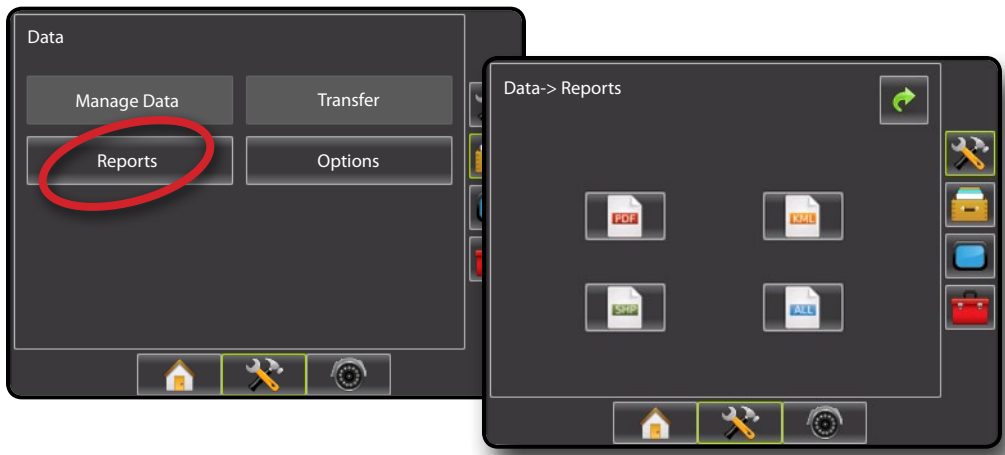 Data
Manage Data Transfer
Reports Options
Data-> Reports
PDF KML
SHP ALL